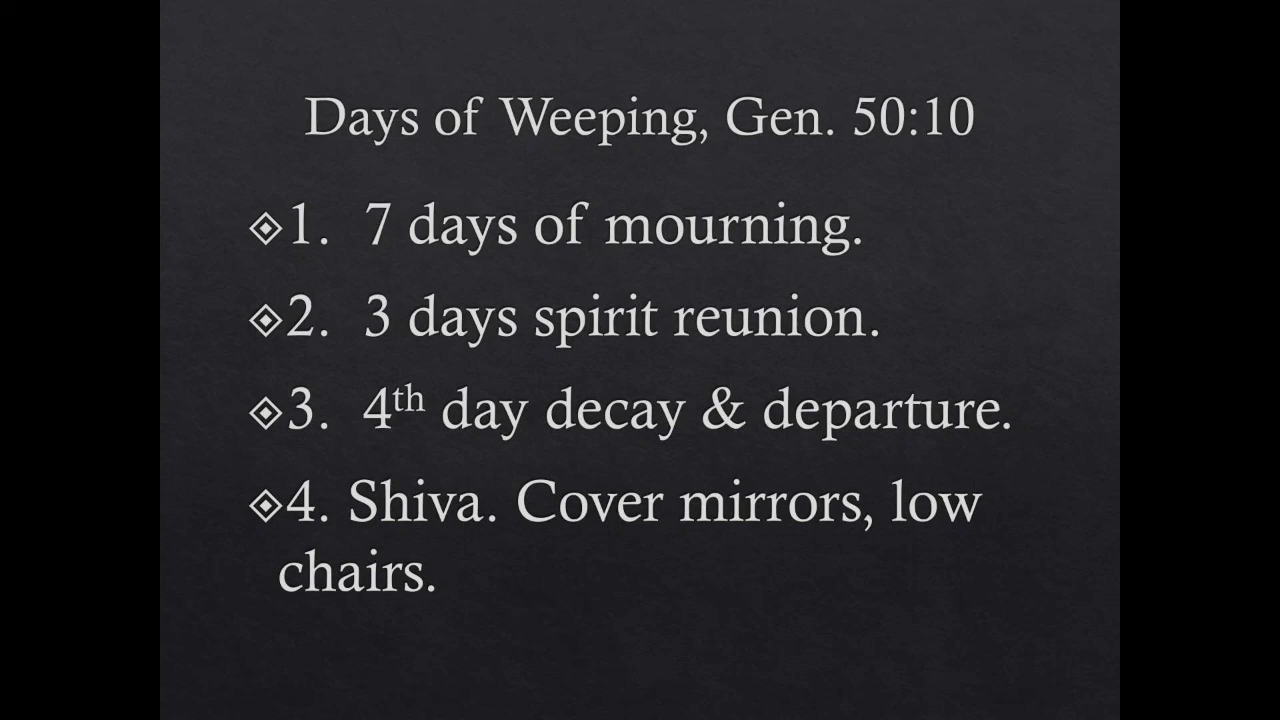 Days of Weeping, Gen. 50:10
1. 7 days of mourning.
2. 3 days spirit reunion.
3. 4th day decay & departure.
4. Shiva. Cover mirrors, low
chairs.